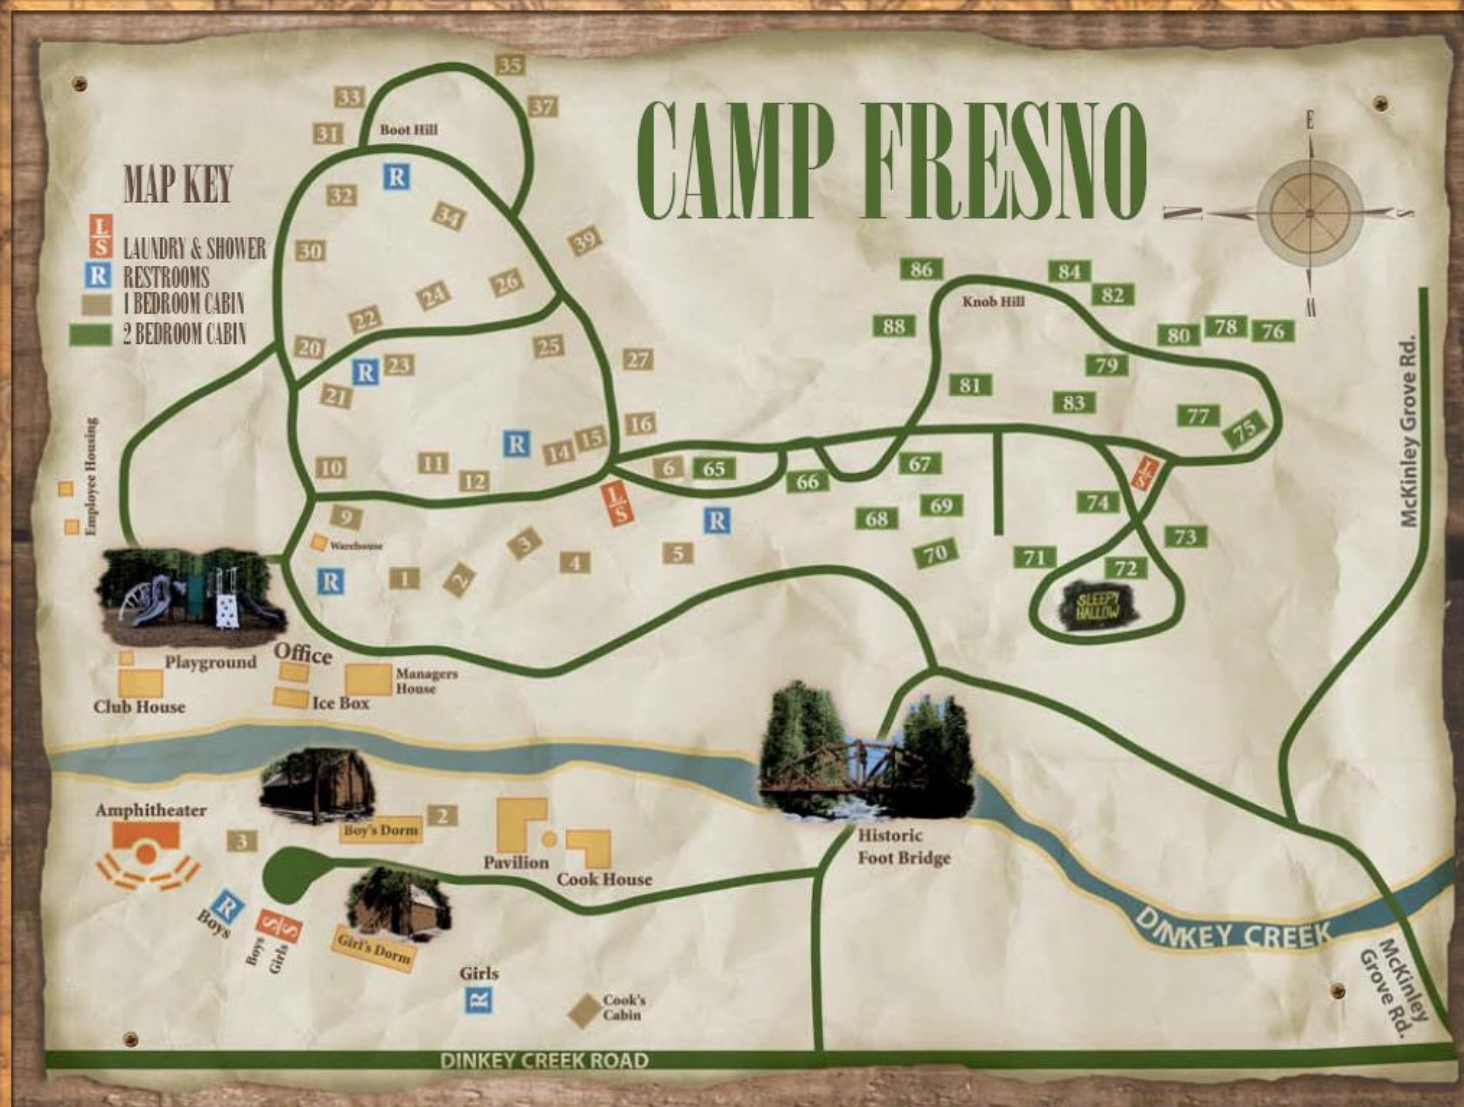 CAMP FRESNO
MAP KEY
L/S LAUNDRY & SHOWER
R RESTROOMS
1 BEDROOM CABIN
2 BEDROOM CABIN
E
N
S
W
35
33
37
31
Boot Hill
R
32
34
30
39
26
24
22
20
R
23
25
27
21
16
15
14
R
10
11
12
6
65
66
L/S
R
9
Warehouse
3
4
5
R
1
2
Employee Housing
86
84
82
Knob Hill
88
80
78
76
79
81
83
77
75
67
L/S
69
68
74
70
71
73
72
SLEEPY
HALLOW
McKinley Grove Rd.
Playground
Office
Managers
House
Club House
Ice Box
Amphitheater
3
Boy's Dorm
2
Pavilion
Cook House
Historic
Foot Bridge
R
Boys
S S
Boys
Girls
Girl's Dorm
Girls
R
Cook's
Cabin
DINKEY CREEK
McKinley
Grove Rd.
DINKEY CREEK ROAD